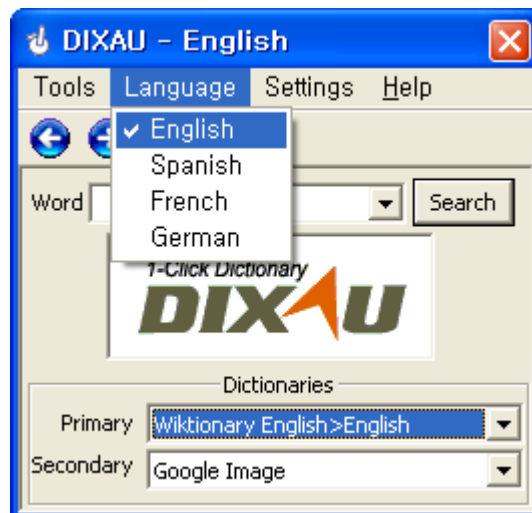 DIXAU - English
Tools Language Settings Help
English
Spanish
Word French Search
German
1-Click Dictionary
DIXAU
Dictionaries
Primary Wiktionary English>English
Secondary Google Image